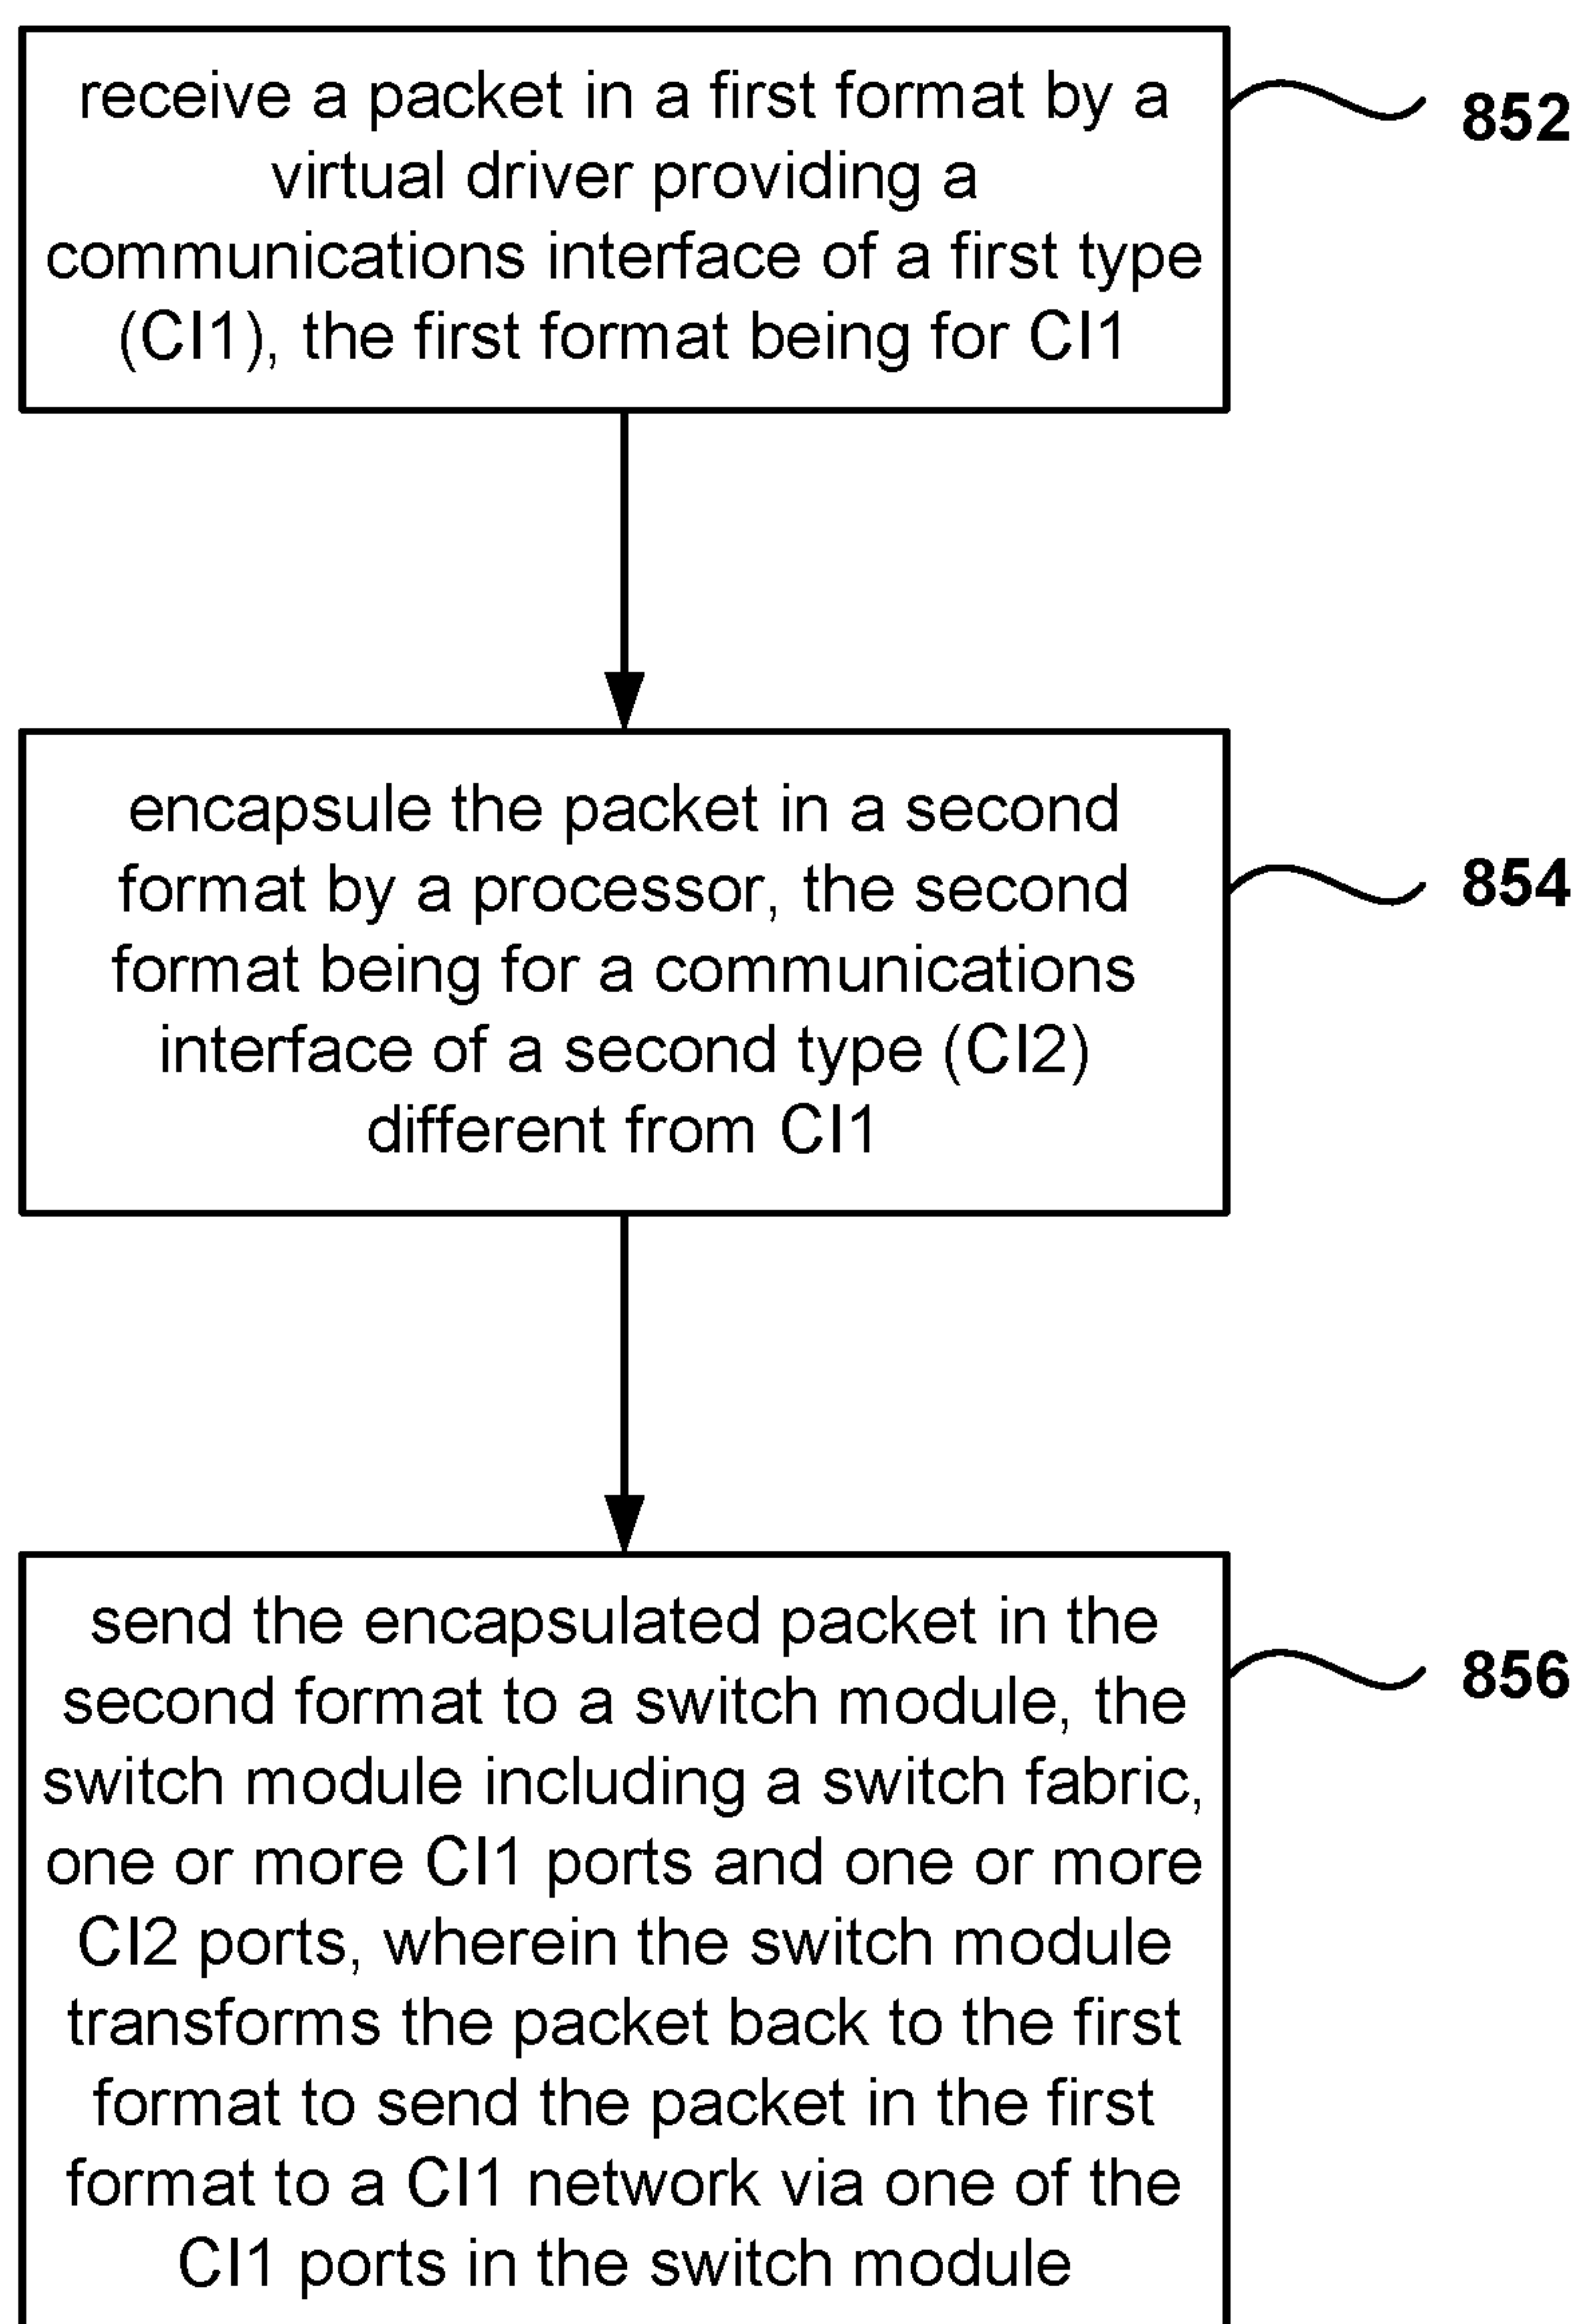 receive a packet in a first format by a
virtual driver providing a
communications interface of a first type
(CI1), the first format being for CI1
852
encapsule the packet in a second
format by a processor, the second
format being for a communications
interface of a second type (CI2)
different from CI1
854
send the encapsulated packet in the
second format to a switch module, the
switch module including a switch fabric,
one or more CI1 ports and one or more
CI2 ports, wherein the switch module
transforms the packet back to the first
format to send the packet in the first
format to a CI1 network via one of the
CI1 ports in the switch module
856